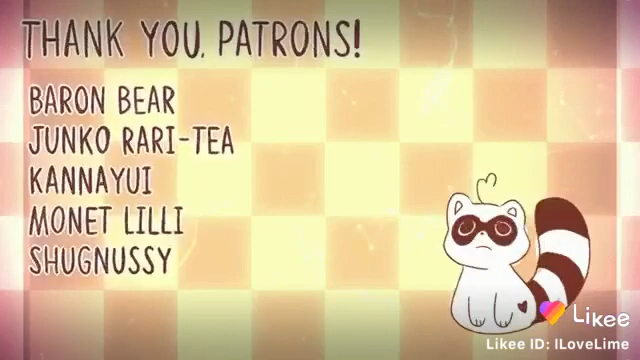 THANK YOU, PATRONS!
BARON BEAR
JUNKO RARI-TEA
KANNAYUI
MONET LILLI
SHUGNUSSY
Likee
Likee ID: ILoveLime